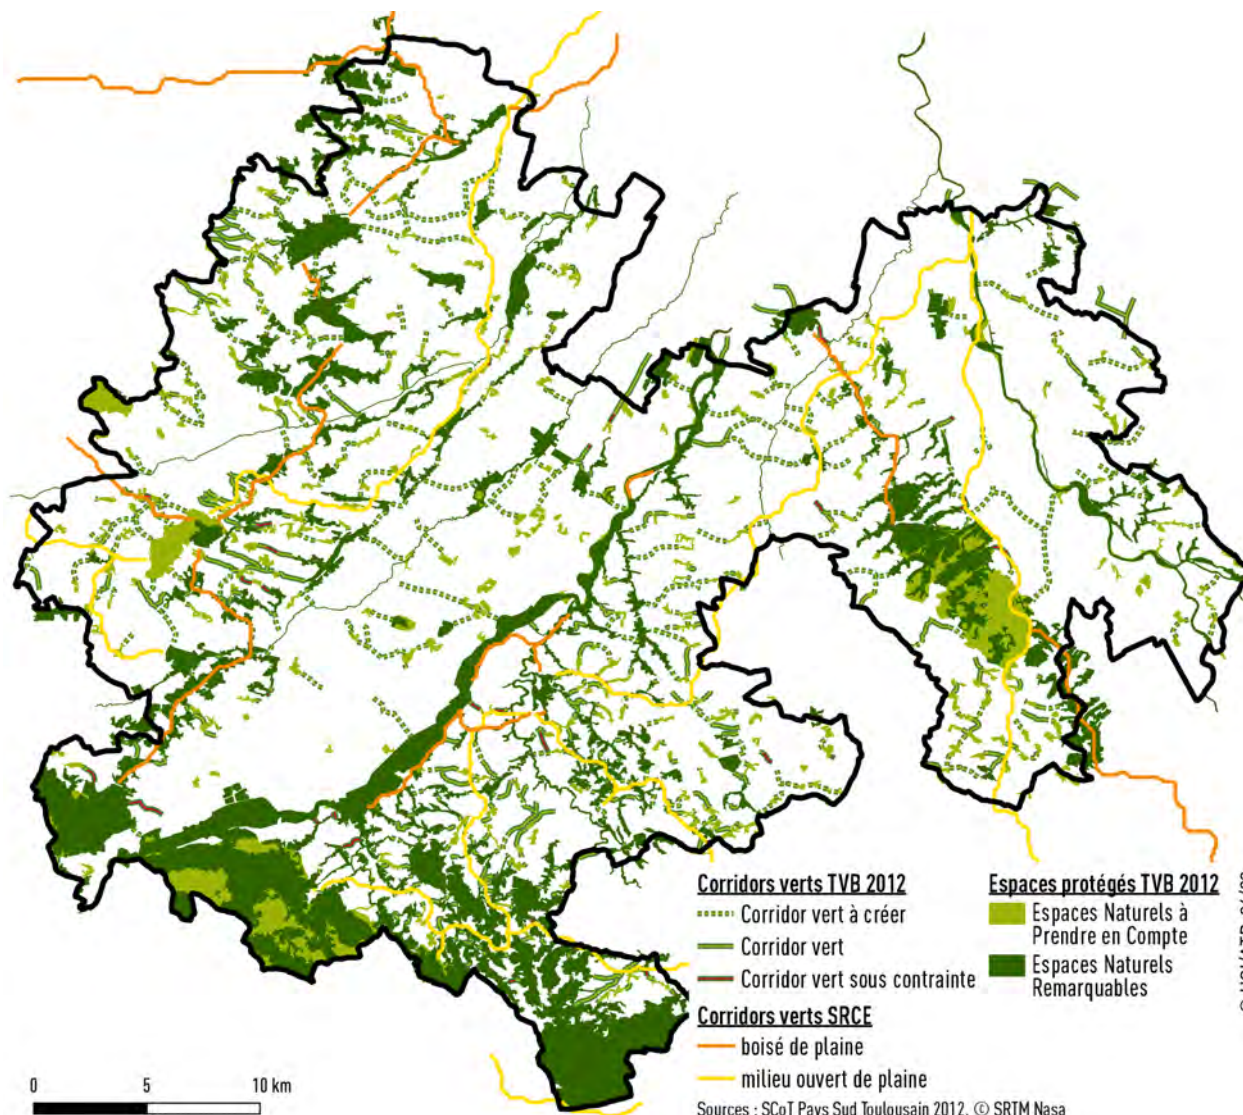 Corridors verts TVB 2012
Corridor vert à créer
Corridor vert
Corridor vert sous contrainte
Corridors verts SRCE
boisé de plaine
milieu ouvert de plaine
Espaces protégés TVB 2012
Espaces Naturels à
Prendre en Compte
Espaces Naturels
Remarquables
0 5 10 km
Sources : SCoT Pays Sud Toulousain 2012, © SRTM Nasa